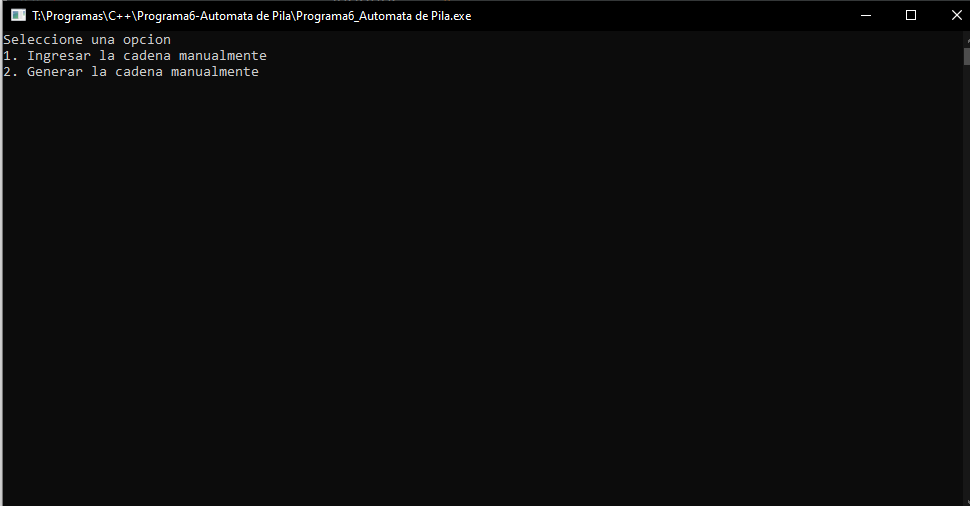 T:\Programas\C++\Programa6-Automata de Pila\Programa6_Automata de Pila.exe
Seleccione una opcion
1. Ingresar la cadena manualmente
2. Generar la cadena manualmente